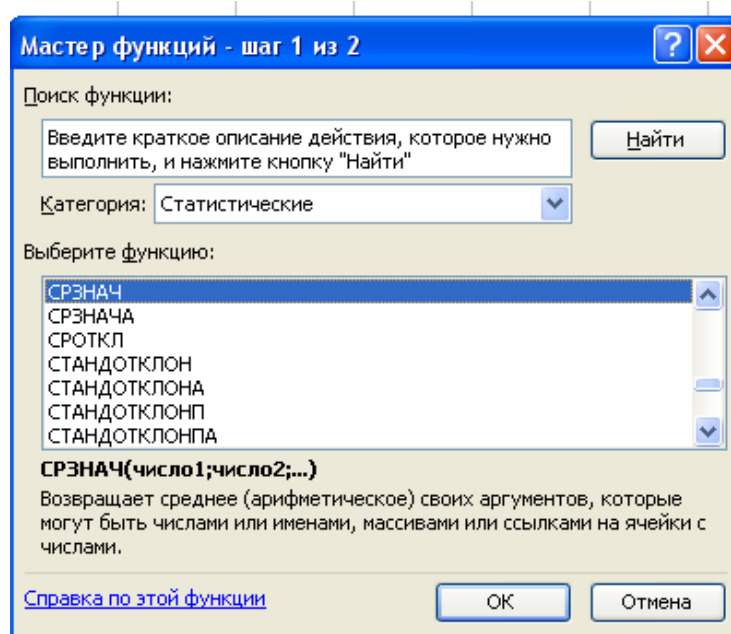 Мастер функций - шаг 1 из 2
Поиск функции:
Введите краткое описание действия, которое нужно
выполнить, и нажмите кнопку "Найти"
Найти
Категория: Статистические
Выберите функцию:
СРЗНАЧ
СРЗНАЧА
СРОТКЛ
СТАНДОТКЛОН
СТАНДОТКЛОНА
СТАНДОТКЛОНП
СТАНДОТКЛОНПА
СРЗНАЧ(число1;число2;...)
Возвращает среднее (арифметическое) своих аргументов, которые
могут быть числами или именами, массивами или ссылками на ячейки с
числами.
Справка по этой функции
ОК
Отмена